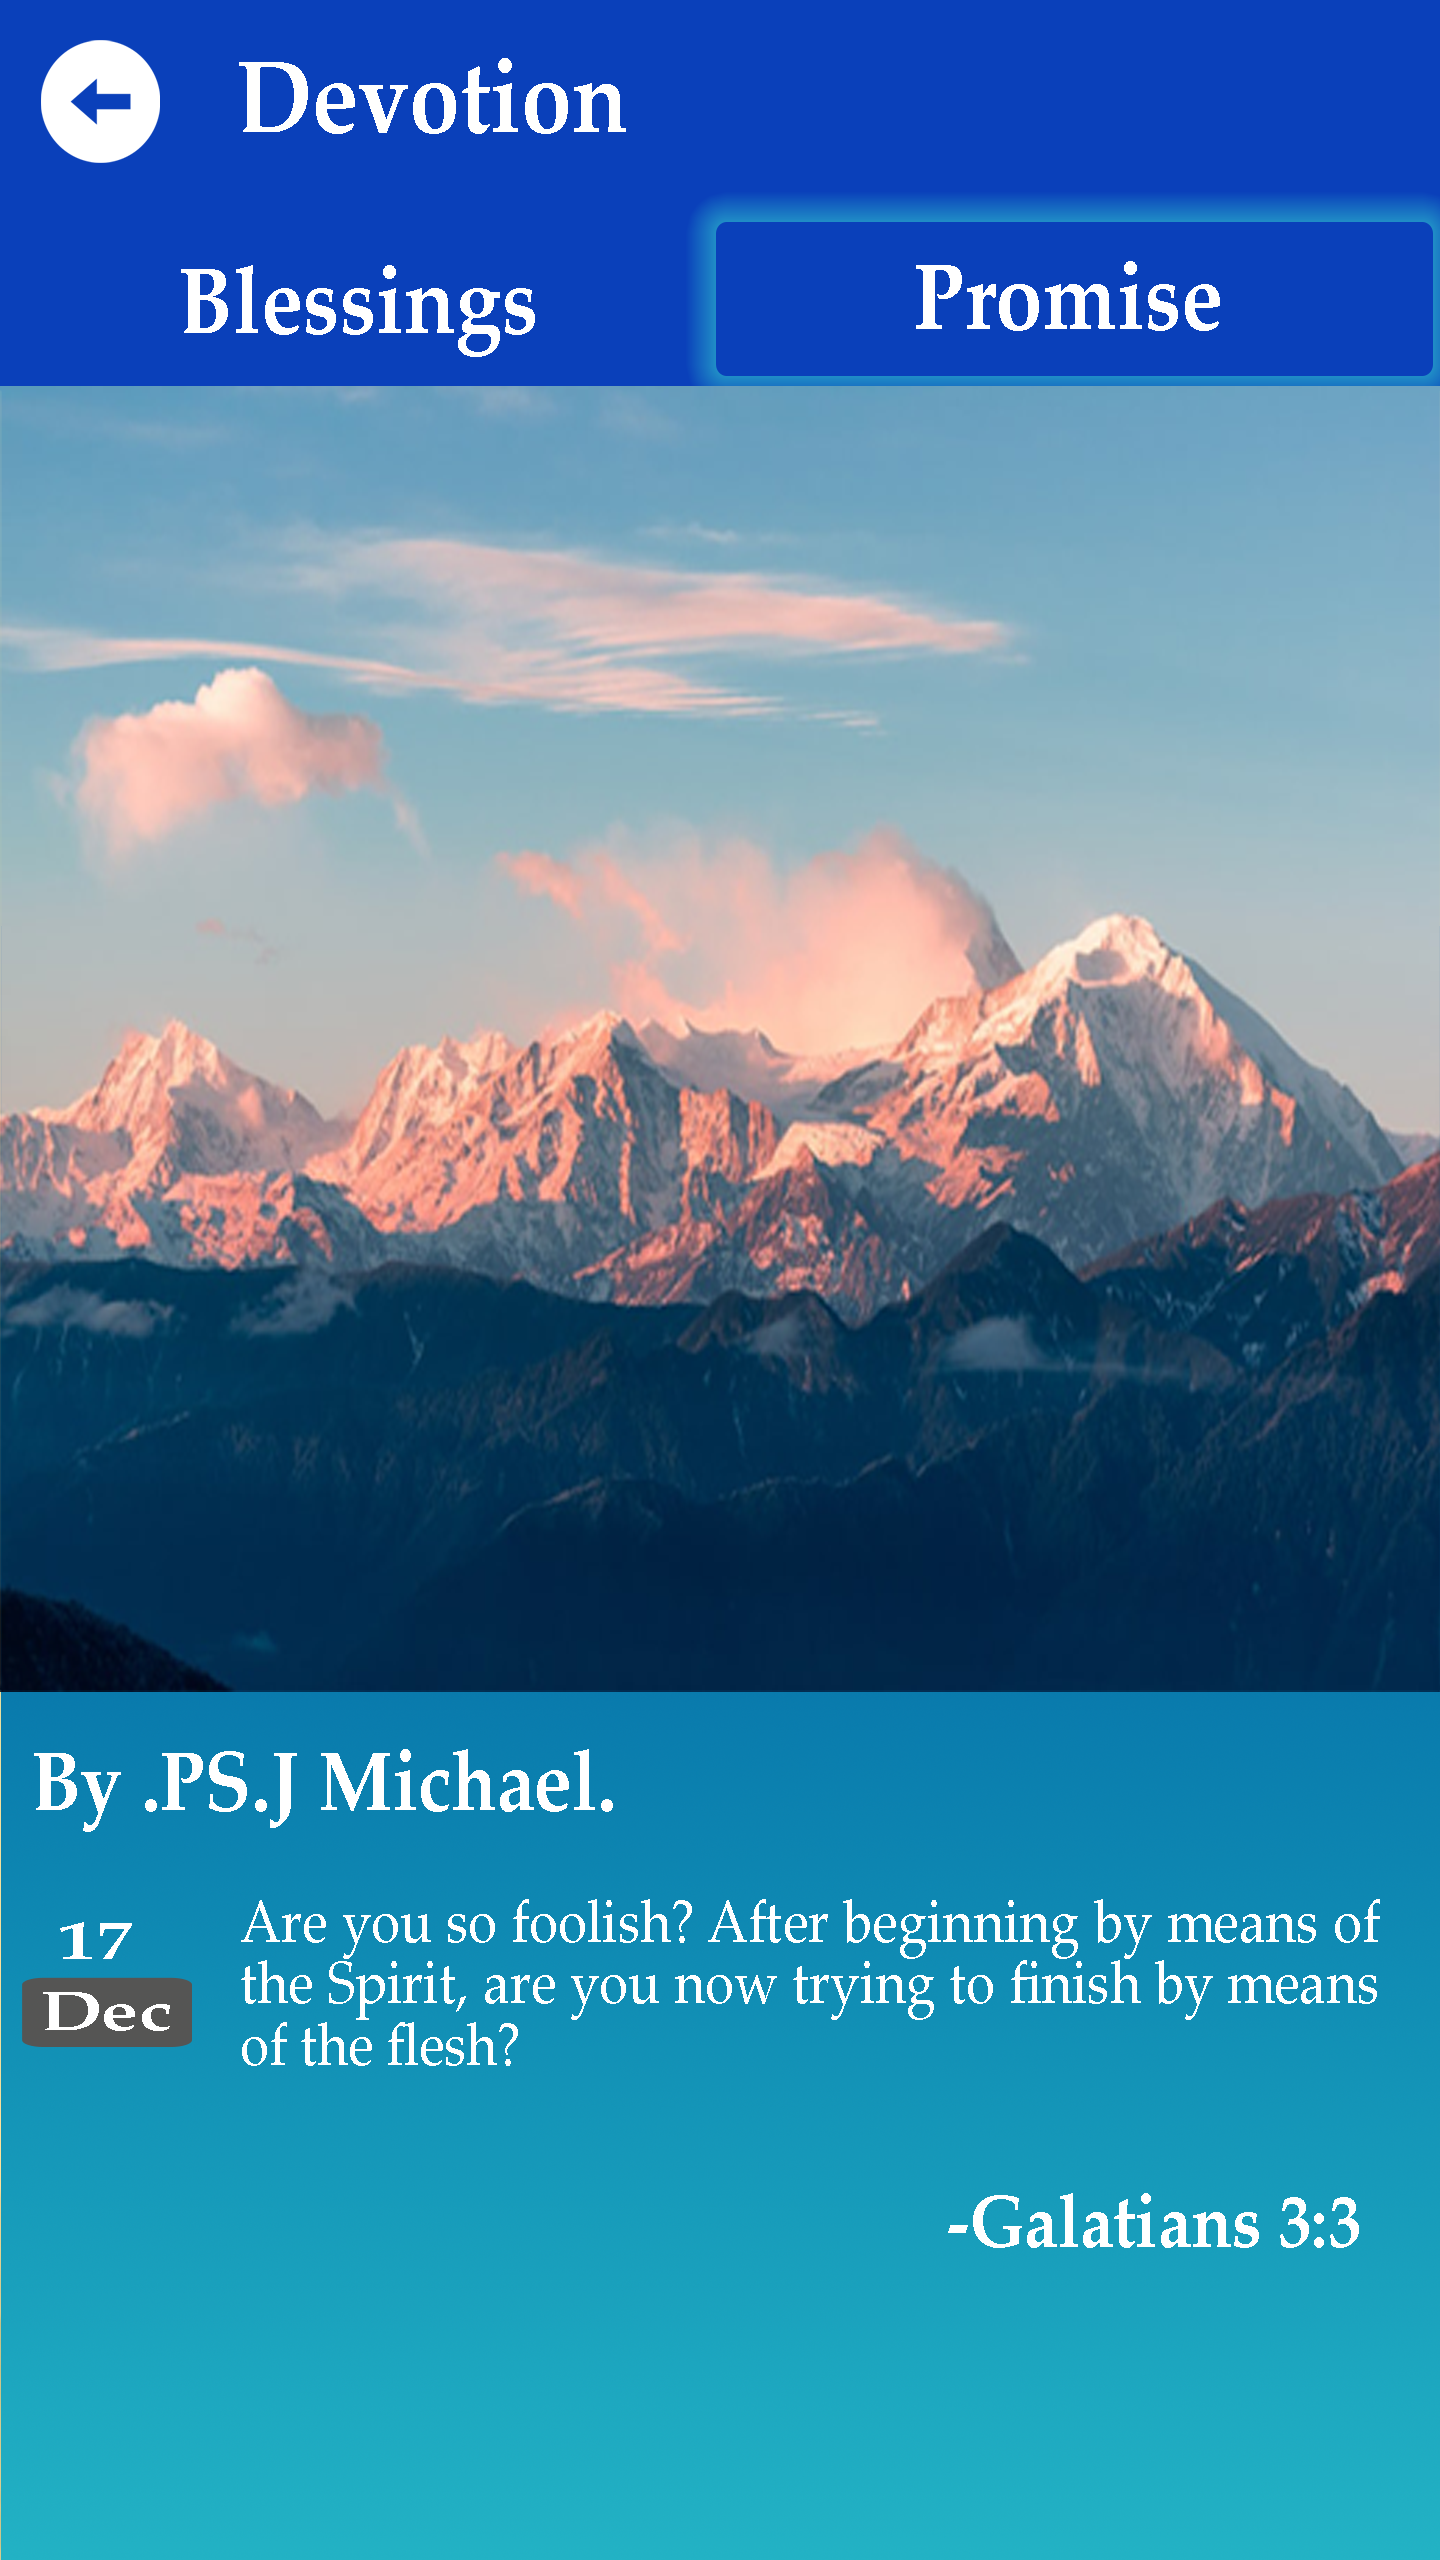 Devotion
Blessings
Promise
By .PS.J Michael.
17
Dec
Are you so foolish? After beginning by means of
the Spirit, are you now trying to finish by means
of the flesh?
-Galatians 3:3